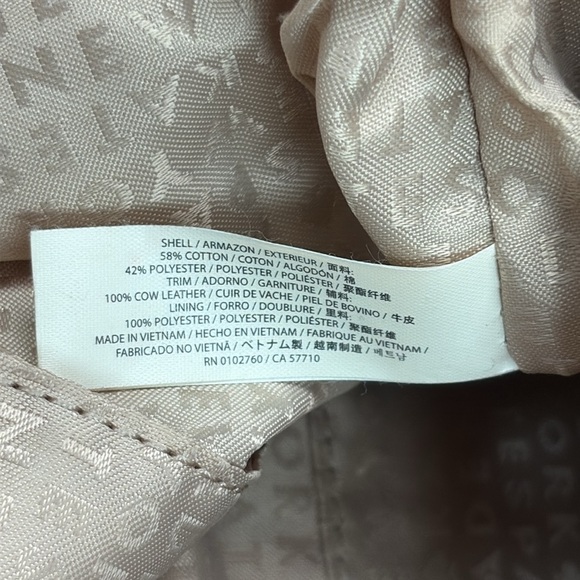 SHELL / ARMAZON / EXTERIEUR / 面料:
58% COTTON / COTON / ALGODÓN / 棉
42% POLYESTER / POLYESTER / POLIÉSTER / 聚酯纤维
TRIM / ADORNO / GARNITURE / 辅料:
100% COW LEATHER / CUIR DE VACHE / PIEL DE BOVINO / 牛皮
LINING / FORRO / DOUBLURE / 里料:
100% POLYESTER / POLYESTER / POLIÉSTER / 聚酯纤维
MADE IN VIETNAM / HECHO EN VIETNAM / FABRIQUE AU VIETNAM /
FABRICADO NO VIETNÃ / ベトナム製 / 越南制造 / 베트남
RN 0102760 / CA 57710